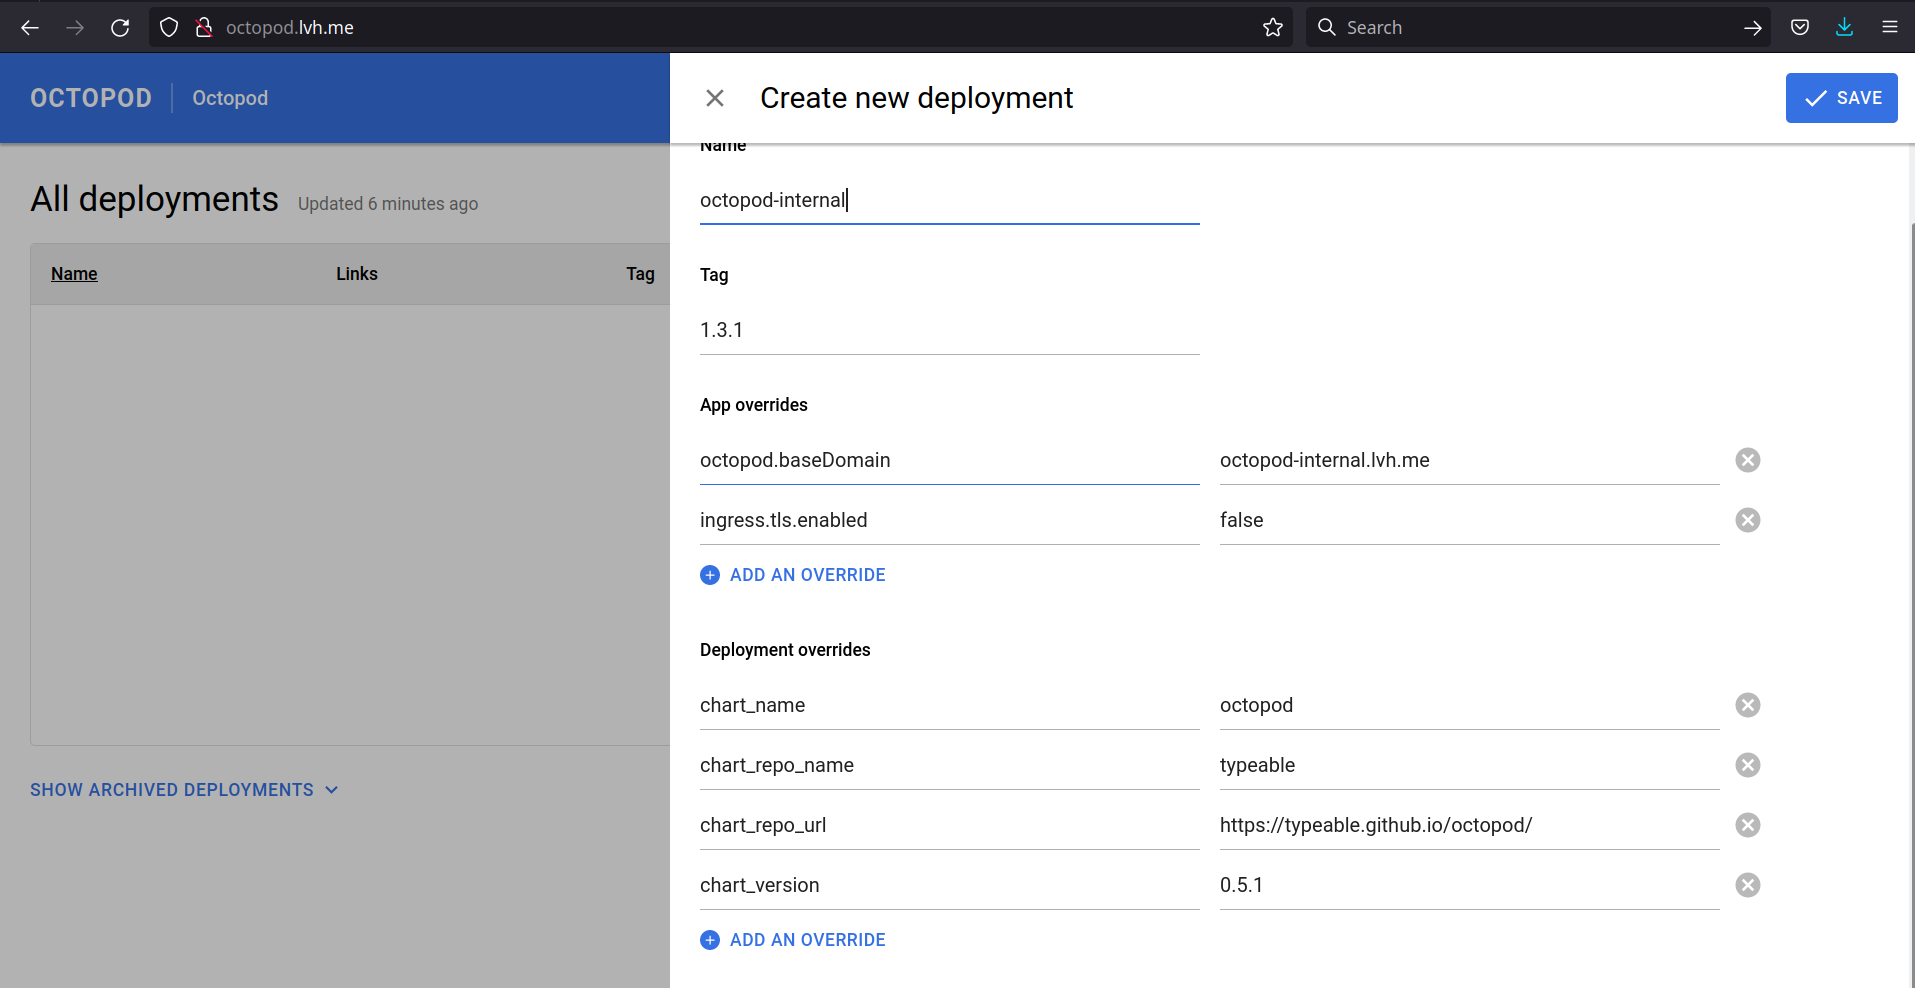 octopod.lvh.me
Search
OCTOPOD
Octopod
Create new deployment
SAVE
All deployments
Updated 6 minutes ago
Name Links Tag
SHOW ARCHIVED DEPLOYMENTS
Name
octopod-internal
Tag
1.3.1
App overrides
octopod.baseDomain octopod-internal.lvh.me
ingress.tls.enabled false
ADD AN OVERRIDE
Deployment overrides
chart_name octopod
chart_repo_name typeable
chart_repo_url https://typeable.github.io/octopod/
chart_version 0.5.1
ADD AN OVERRIDE